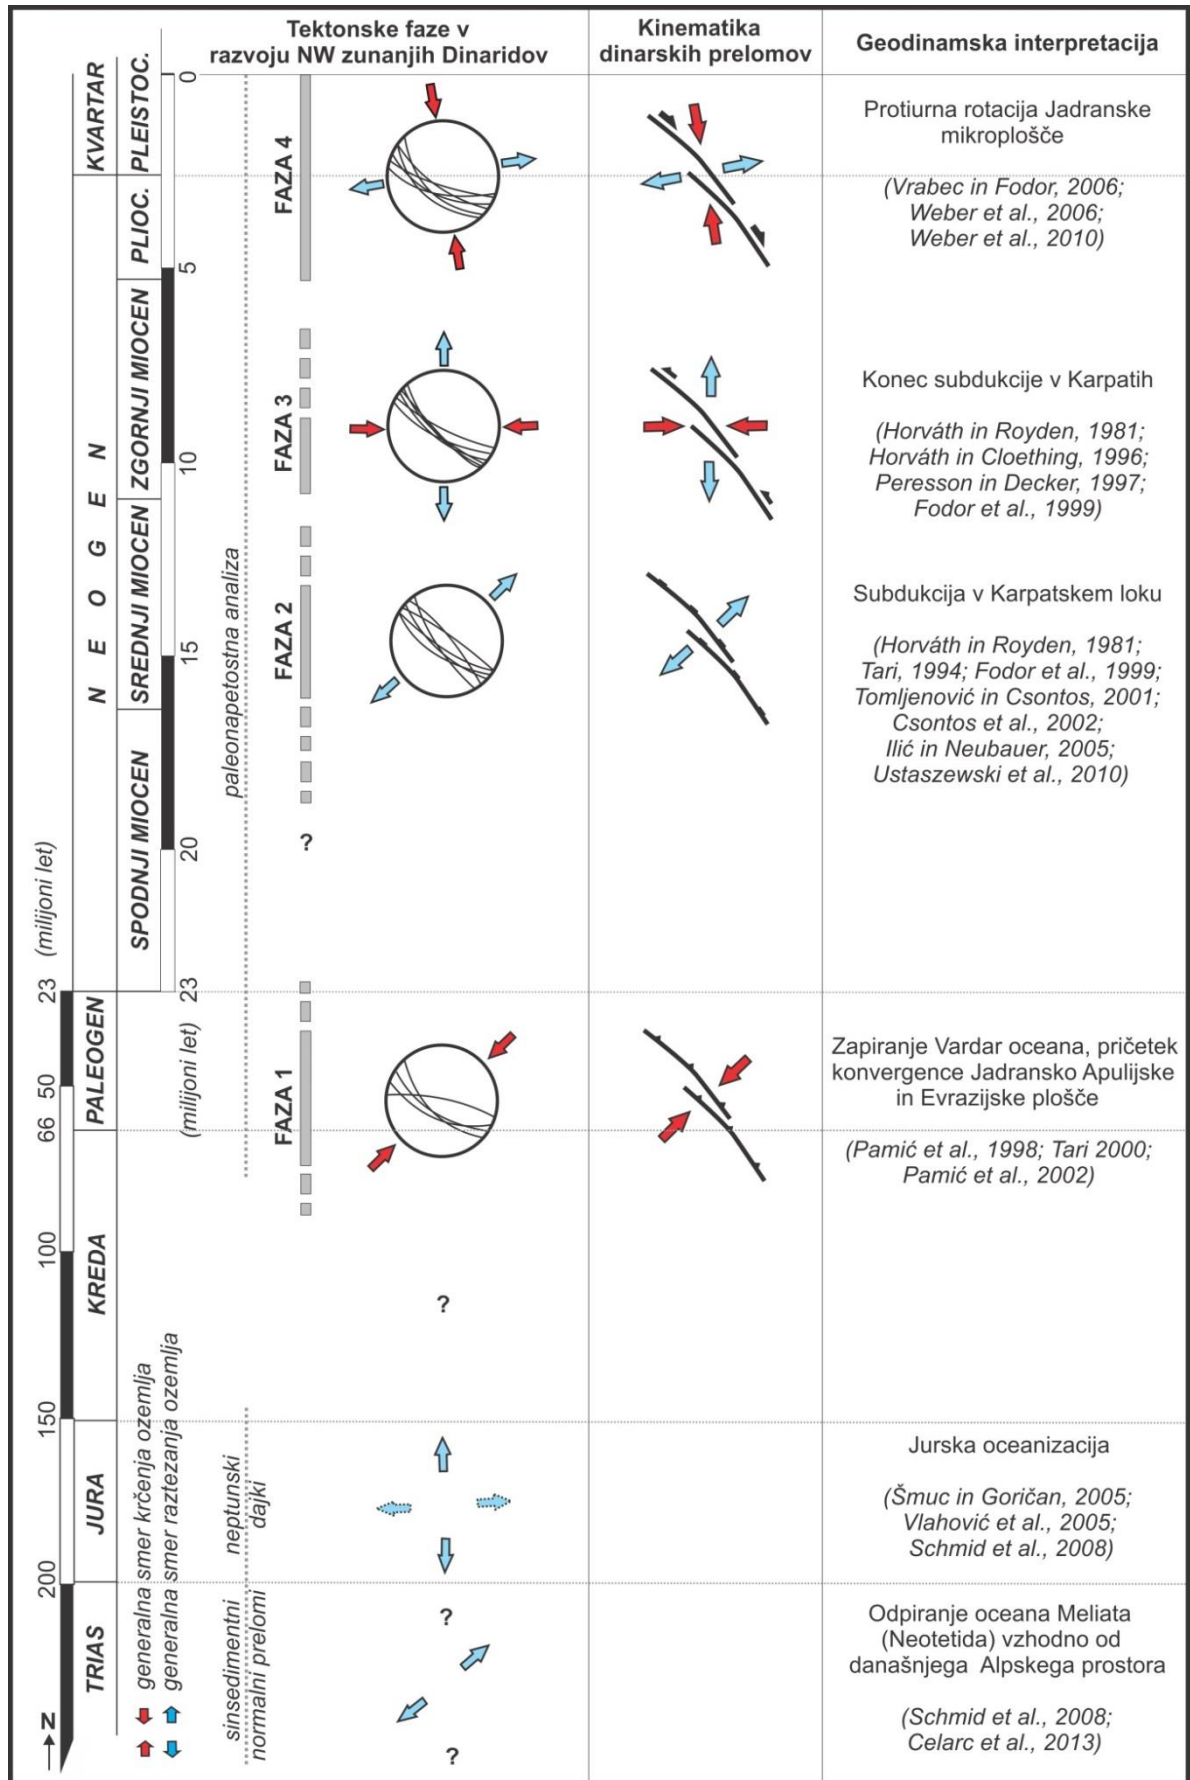 Tektonske faze v
razvoju NW zunanjih Dinaridov
Kinematika
dinarskih prelomov
Geodinamska interpretacija
KVARTAR
PLEISTOC.
0
FAZA 4
Protiurna rotacija Jadranske
mikroplošče
(Vrabec in Fodor, 2006;
Weber et al., 2006;
Weber et al., 2010)
NEOGEN
PLIOC.
5
ZGORNJI MIOCEN
10
FAZA 3
Konec subdukcije v Karpatih
(Horváth in Royden, 1981;
Horváth in Cloething, 1996;
Peresson in Decker, 1997;
Fodor et al., 1999)
SREDNJI MIOCEN
15
paleonapetostna analiza
FAZA 2
Subdukcija v Karpatskem loku
(Horváth in Royden, 1981;
Tari, 1994; Fodor et al., 1999;
Tomljenović in Csontos, 2001;
Csontos et al., 2002;
Ilić in Neubauer, 2005;
Ustaszewski et al., 2010)
SPODNJI MIOCEN
20
?
(milijoni let)
23
23
(milijoni let)
PALEOGEN
50
66
FAZA 1
Zapiranje Vardar oceana, pričetek
konvergence Jadransko Apulijske
in Evrazijske plošče
(Pamić et al., 1998; Tari 2000;
Pamić et al., 2002)
KREDA
100
?
150
JURA
neptunski
dajki
Jurska oceanizacija
(Šmuc in Goričan, 2005;
Vlahović et al., 2005;
Schmid et al., 2008)
200
TRIAS
sinsedimentni
normalni prelomi
?
?
Odpiranje oceana Meliata
(Neotetida) vzhodno od
današnjega Alpskega prostora
(Schmid et al., 2008;
Celarc et al., 2013)
generalna smer krčenja ozemlja
generalna smer raztezanja ozemlja
N